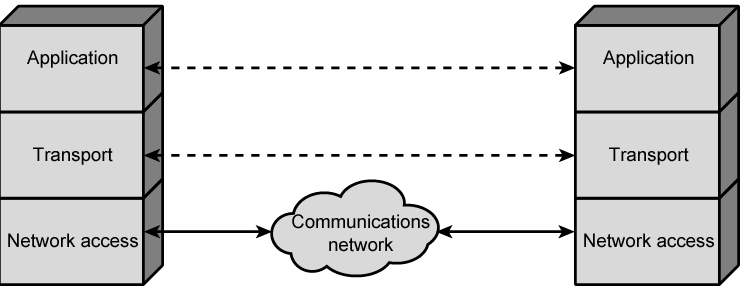 Application
Application
Transport
Transport
Communications
network
Network access
Network access